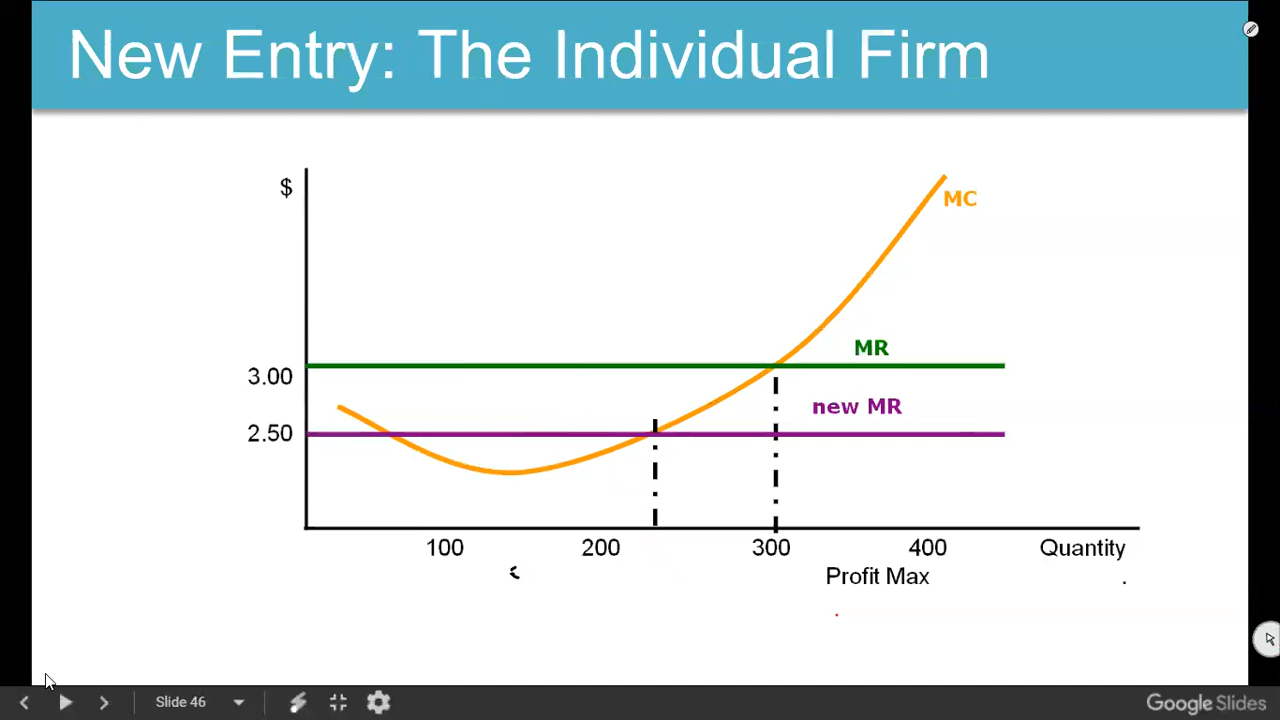 New Entry: The Individual Firm
$
MC
MR
3.00
new MR
2.50
100 200 300 400 Quantity
Profit Max
Slide 46
Google Slides